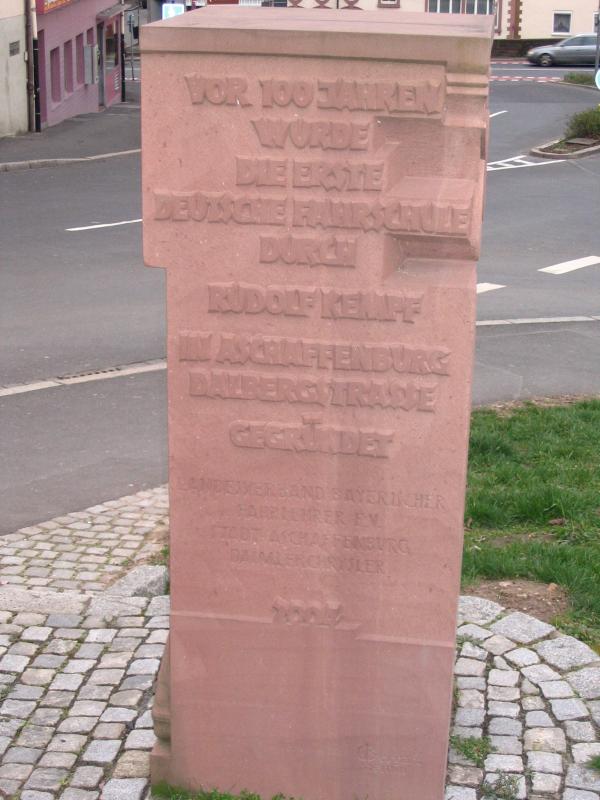 VOR 100 JAHREN
WURDE
DIE ERSTE
DEUTSCHE FAHRSCHULE
DURCH
RUDOLF KEMPF
IN ASCHAFFENBURG
DALBERGSTRASSE
GEGRÜNDET
LANDESVERBAND BAYERISCHER
FAHRLEHRER E.V.
STADT ASCHAFFENBURG
DAIMLERCHRYSLER